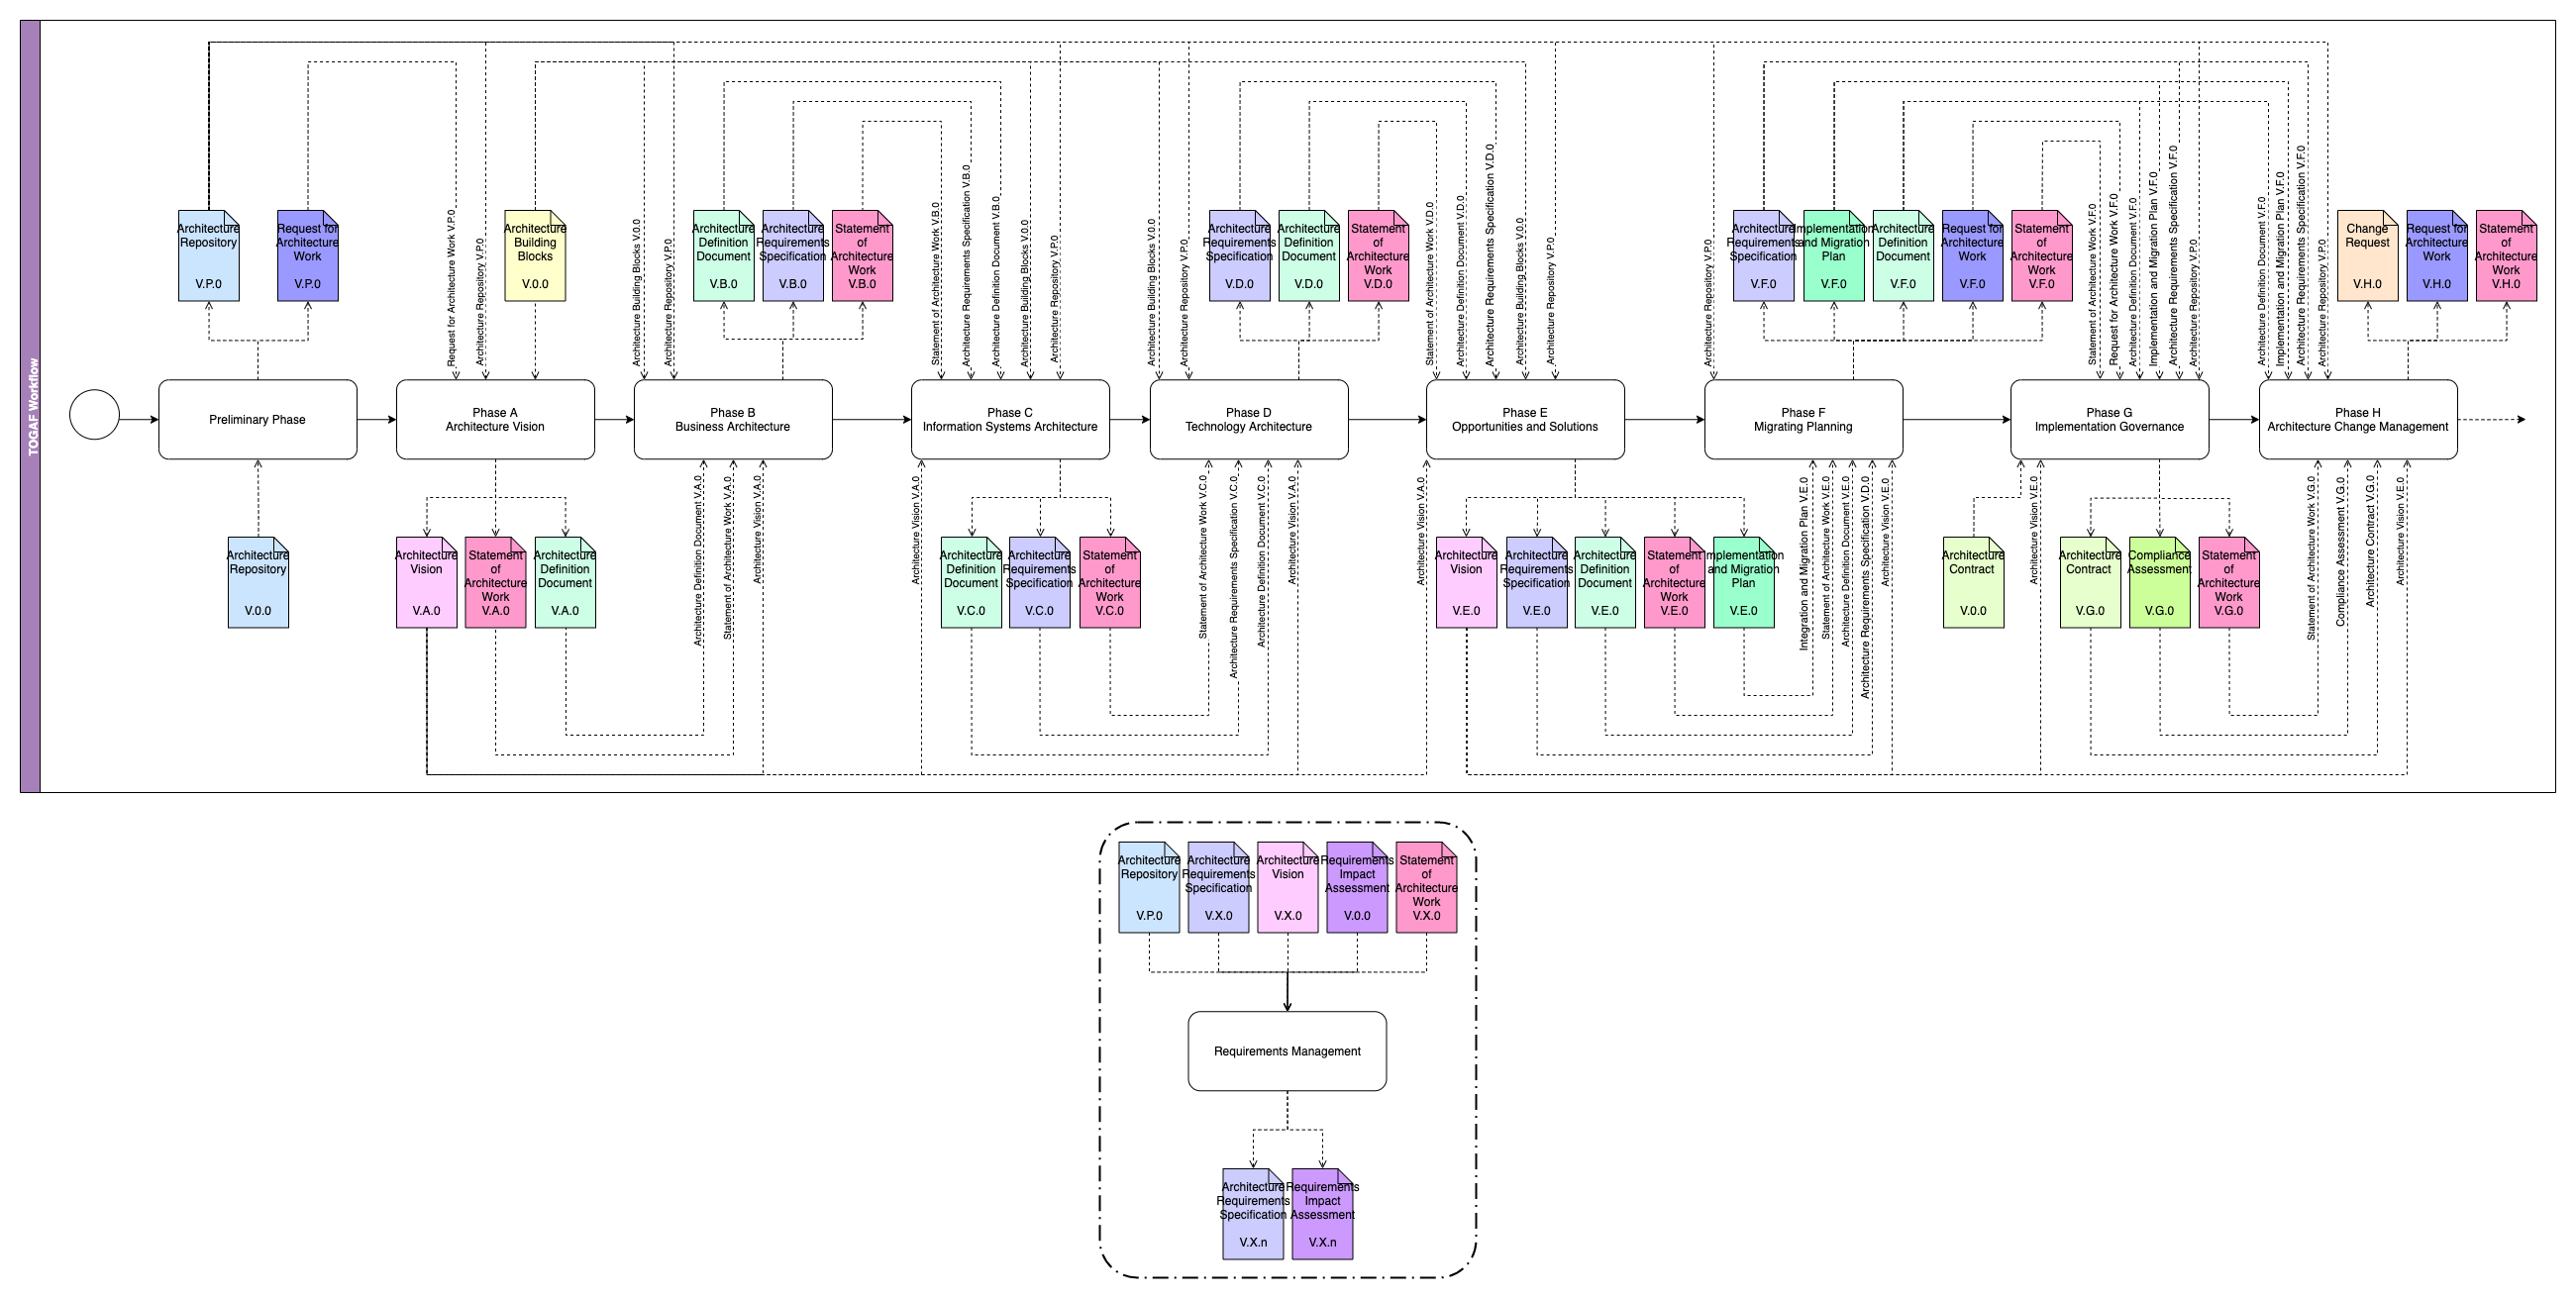 TOGAF Workflow
Architecture
Repository
V.P.0
Request for
Architecture
Work
V.P.0
Request for Architecture Work V.P.0
Architecture Repository V.P.0
Architecture
Building
Blocks
V.0.0
Architecture Building Blocks V.0.0
Architecture Repository V.P.0
Architecture
Definition
Document
V.B.0
Architecture
Requirements
Specification
V.B.0
Statement
of
Architecture
Work
V.B.0
Statement of Architecture Work V.B.0
Architecture Requirements Specification V.B.0
Architecture Definition Document V.B.0
Architecture Building Blocks V.0.0
Architecture Repository V.P.0
Architecture Building Blocks V.0.0
Architecture Repository V.P.0
Architecture
Requirements
Specification
V.D.0
Architecture
Definition
Document
V.D.0
Statement
of
Architecture
Work
V.D.0
Statement of Architecture Work V.D.0
Architecture Definition Document V.D.0
Architecture Requirements Specification V.D.0
Architecture Building Blocks V.0.0
Architecture Repository V.P.0
Architecture Repository V.P.0
Architecture
Requirements
Specification
V.F.0
Implementation
and Migration
Plan
V.F.0
Architecture
Definition
Document
V.F.0
Request for
Architecture
Work
V.F.0
Statement
of
Architecture
Work
V.F.0
Statement of Architecture Work V.F.0
Request for Architecture Work V.F.0
Architecture Definition Document V.F.0
Implementation and Migration Plan V.F.0
Architecture Requirements Specification V.F.0
Architecture Repository V.P.0
Architecture Definition Document V.F.0
Implementation and Migration Plan V.F.0
Architecture Requirements Specification V.F.0
Architecture Repository V.P.0
Change
Request
V.H.0
Request for
Architecture
Work
V.H.0
Statement
of
Architecture
Work
V.H.0
Preliminary Phase
Phase A
Architecture Vision
Phase B
Business Architecture
Phase C
Information Systems Architecture
Phase D
Technology Architecture
Phase E
Opportunities and Solutions
Phase F
Migrating Planning
Phase G
Implementation Governance
Phase H
Architecture Change Management
Architecture
Repository
V.0.0
Architecture
Vision
V.A.0
Statement
of
Architecture
Work
V.A.0
Architecture
Definition
Document
V.A.0
Architecture Definition Document V.A.0
Statement of Architecture Work V.A.0
Architecture Vision V.A.0
Architecture Vision V.A.0
Architecture
Definition
Document
V.C.0
Architecture
Requirements
Specification
V.C.0
Statement
of
Architecture
Work
V.C.0
Statement of Architecture Work V.C.0
Architecture Requirements Specification V.C.0
Architecture Definition Document V.C.0
Architecture Vision V.A.0
Architecture Vision V.A.0
Architecture
Vision
V.E.0
Architecture
Requirements
Specification
V.E.0
Architecture
Definition
Document
V.E.0
Statement
of
Architecture
Work
V.E.0
Implementation
and Migration
Plan
V.E.0
Integration and Migration Plan V.E.0
Statement of Architecture Work V.E.0
Architecture Definition Document V.E.0
Architecture Requirements Specification V.D.0
Architecture Vision V.E.0
Architecture
Contract
V.0.0
Architecture Vision V.E.0
Architecture
Contract
V.G.0
Compliance
Assessment
V.G.0
Statement
of
Architecture
Work
V.G.0
Statement of Architecture Work V.G.0
Compliance Assessment V.G.0
Architecture Contract V.G.0
Architecture Vision V.E.0
Architecture
Repository
V.P.0
Architecture
Requirements
Specification
V.X.0
Architecture
Vision
V.X.0
Requirements
Impact
Assessment
V.0.0
Statement
of
Architecture
Work
V.X.0
Requirements Management
Architecture
Requirements
Specification
V.X.n
Requirements
Impact
Assessment
V.X.n